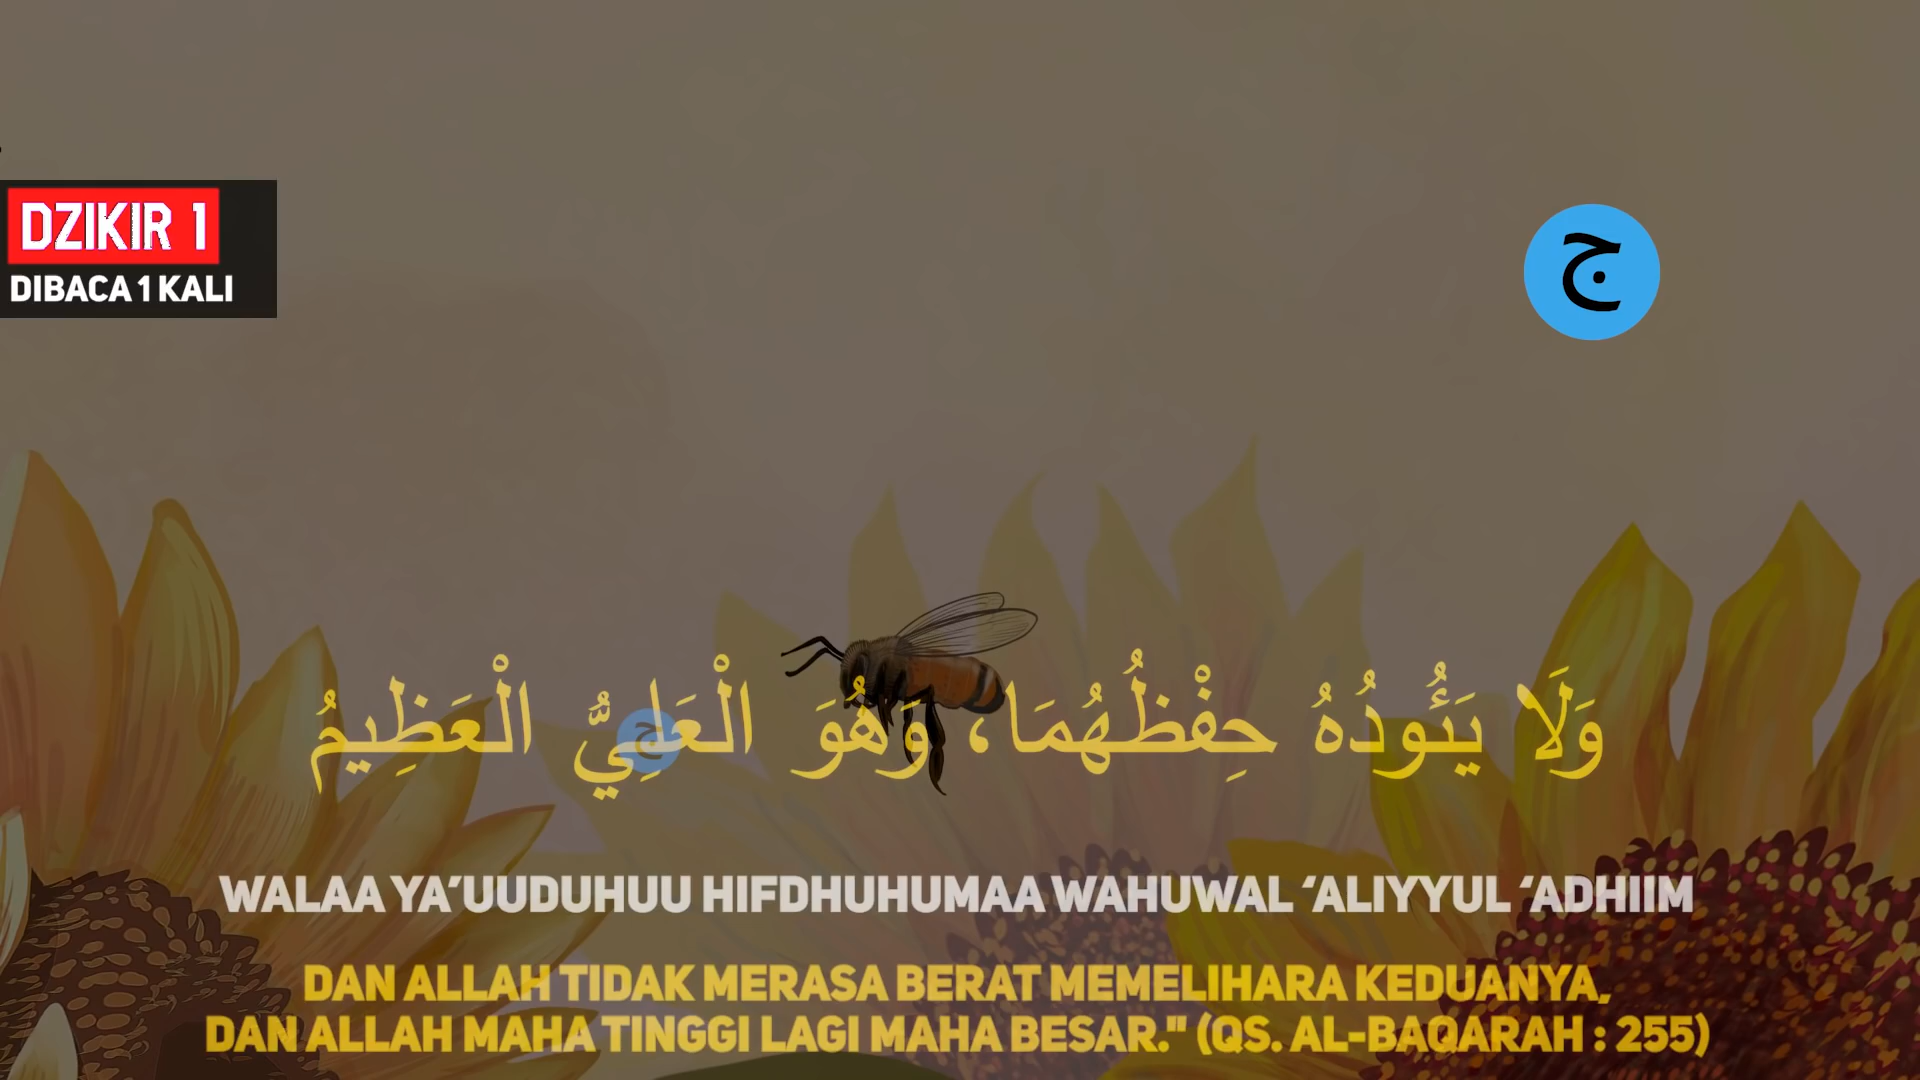 DZIKIR 1
DIBACA 1 KALI
ج
وَلَا يَئُودُهُ حِفْظُهُمَا، وَهُوَ الْعَلِيُّ الْعَظِيمُ
ج
WALAA YA’UUDUHUU HIFDHUHUMAA WAHUWAL ‘ALIYYUL ‘ADHIIM
DAN ALLAH TIDAK MERASA BERAT MEMELIHARA KEDUANYA,
DAN ALLAH MAHA TINGGI LAGI MAHA BESAR." (QS. AL-BAQARAH : 255)